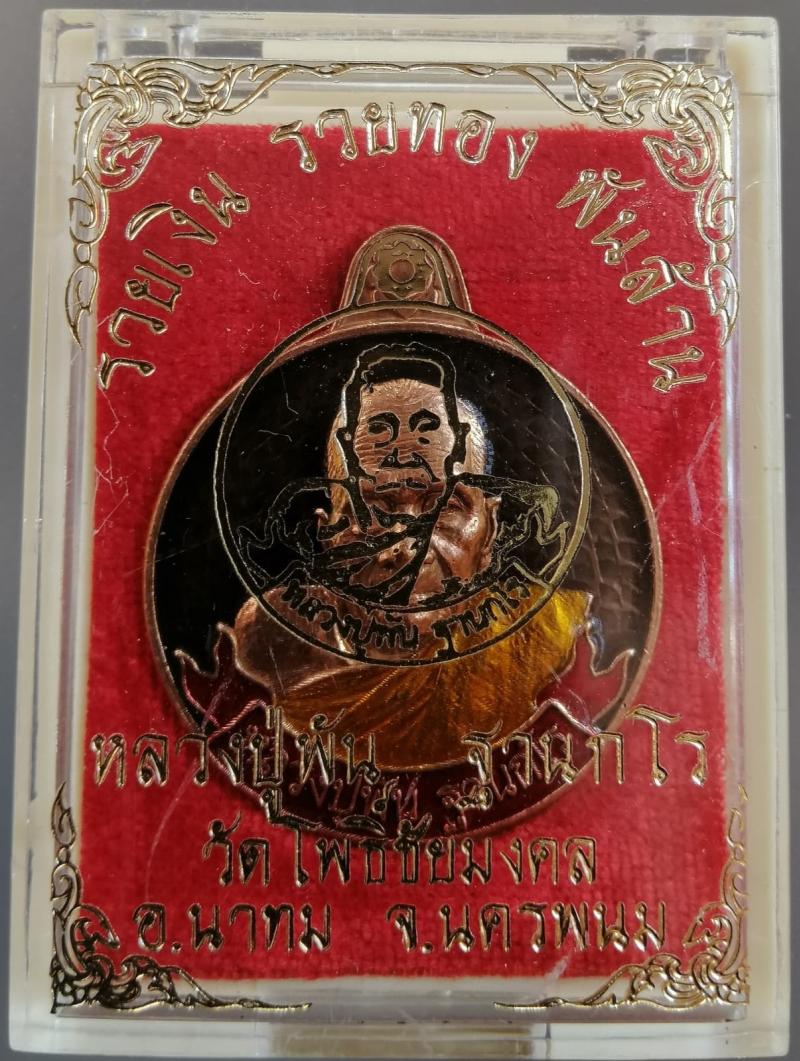 รวยเงิน รวยทอง พันล้าน
หลวงปู่พัน ฐานกโร
หลวงปู่พัน ฐานกโร
วัดโพธิ์ชัยมงคล
อ.นาทม จ.นครพนม